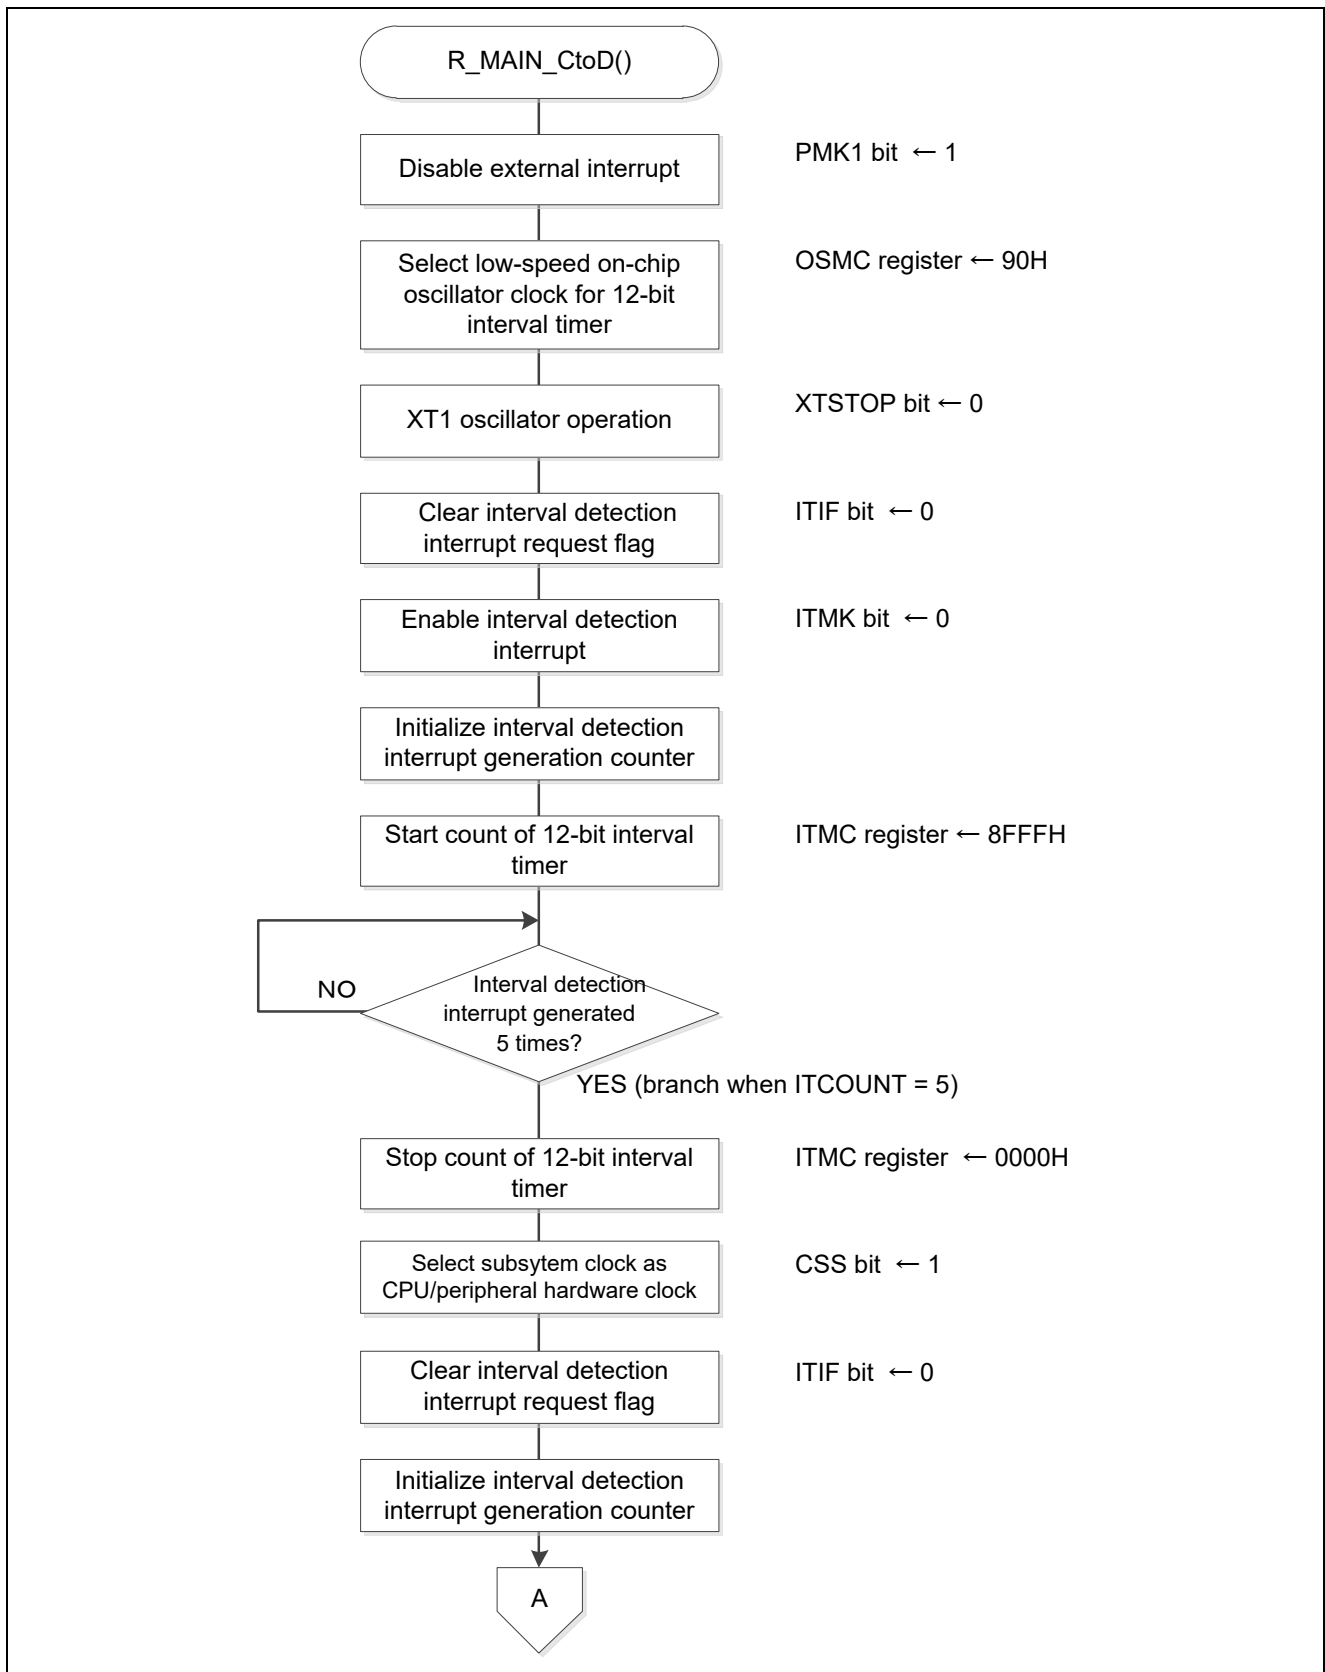 R_MAIN_CtoD()
Disable external interrupt
PMK1 bit ← 1
Select low-speed on-chip
oscillator clock for 12-bit
interval timer
OSMC register ← 90H
XT1 oscillator operation
XTSTOP bit ← 0
Clear interval detection
interrupt request flag
ITIF bit ← 0
Enable interval detection
interrupt
ITMK bit ← 0
Initialize interval detection
interrupt generation counter
Start count of 12-bit interval
timer
ITMC register ← 8FFFH
NO
Interval detection
interrupt generated
5 times?
YES (branch when ITCOUNT = 5)
Stop count of 12-bit interval
timer
ITMC register ← 0000H
Select subsytem clock as
CPU/peripheral hardware clock
CSS bit ← 1
Clear interval detection
interrupt request flag
ITIF bit ← 0
Initialize interval detection
interrupt generation counter
A